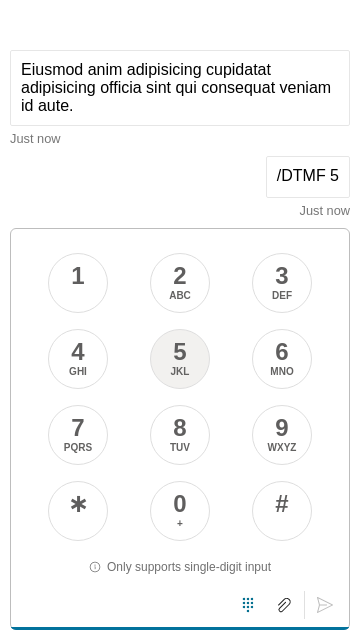 Eiusmod anim adipisicing cupidatat
adipisicing officia sint qui consequat veniam
id aute.
Just now
/DTMF 5
Just now
1
2
ABC
3
DEF
4
GHI
5
JKL
6
MNO
7
PQRS
8
TUV
9
WXYZ
*
0
+
#
Only supports single-digit input